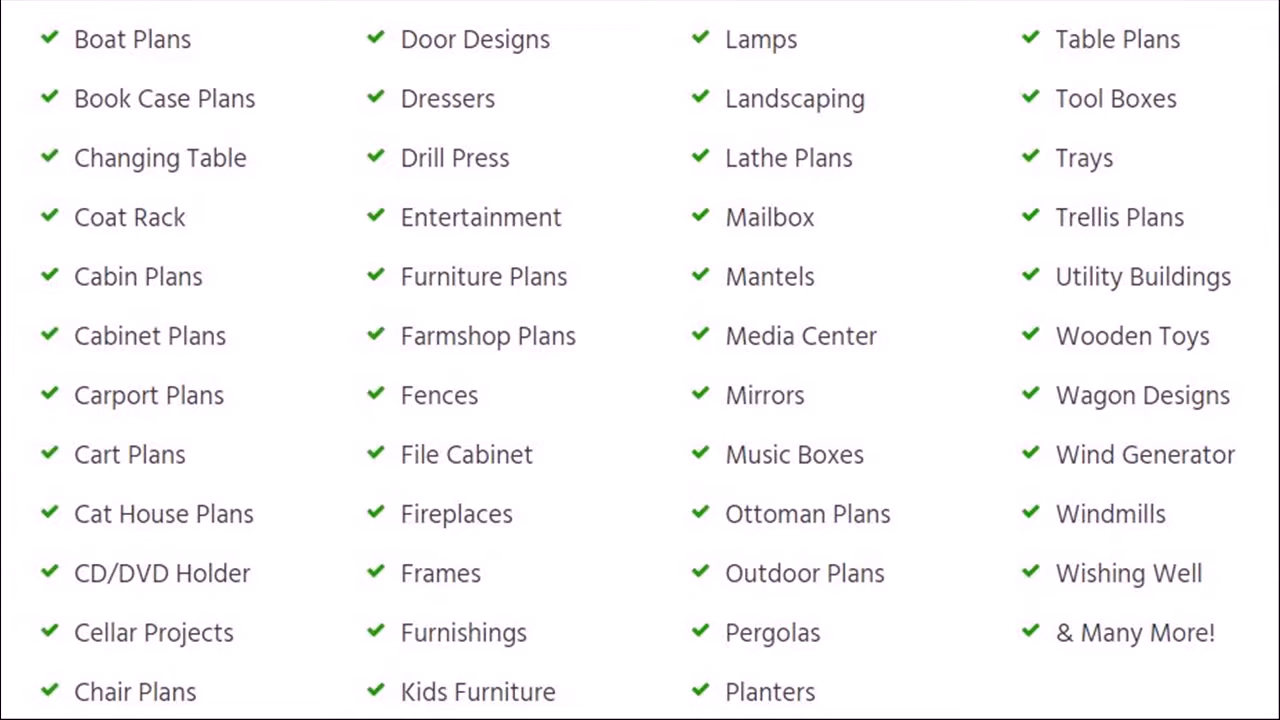 Boat Plans
Book Case Plans
Changing Table
Coat Rack
Cabin Plans
Cabinet Plans
Carport Plans
Cart Plans
Cat House Plans
CD/DVD Holder
Cellar Projects
Chair Plans
Door Designs
Dressers
Drill Press
Entertainment
Furniture Plans
Farmshop Plans
Fences
File Cabinet
Fireplaces
Frames
Furnishings
Kids Furniture
Lamps
Landscaping
Lathe Plans
Mailbox
Mantels
Media Center
Mirrors
Music Boxes
Ottoman Plans
Outdoor Plans
Pergolas
Planters
Table Plans
Tool Boxes
Trays
Trellis Plans
Utility Buildings
Wooden Toys
Wagon Designs
Wind Generator
Windmills
Wishing Well
& Many More!